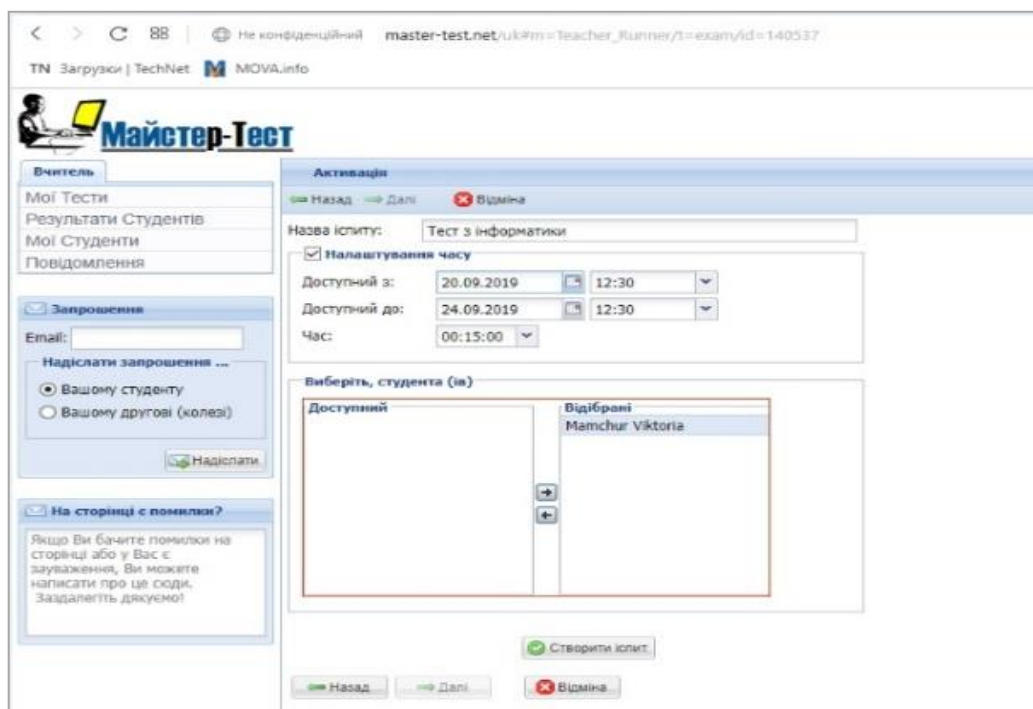 Не конфіденційний master-test.net/uk#m=Teacher_Runner/t=exam/id=140537
TN Загрузки | TechNet M MOVA.info
Майстер-Тест
Вчитель
Мої Тести
Результати Студентів
Мої Студенти
Повідомлення
Запрошення
Email:
Надіслати запрошення ...
Вашому студенту
Вашому другові (колезі)
Надіслати
На сторінці є помилки?
Якщо Ви бачите помилки на
сторінці або у Вас є
зауваження, Ви можете
написати про це сюди.
Заздалегіть дякуємо!
Активація
Назад Далі Відміна
Назва іспиту: Тест з інформатики
Налаштування часу
Доступний з: 20.09.2019 12:30
Доступний до: 24.09.2019 12:30
Час: 00:15:00
Виберіть, студента (ів)
Доступний Відібрані
Mamchur Viktoria
Створити іспит
Назад Далі Відміна